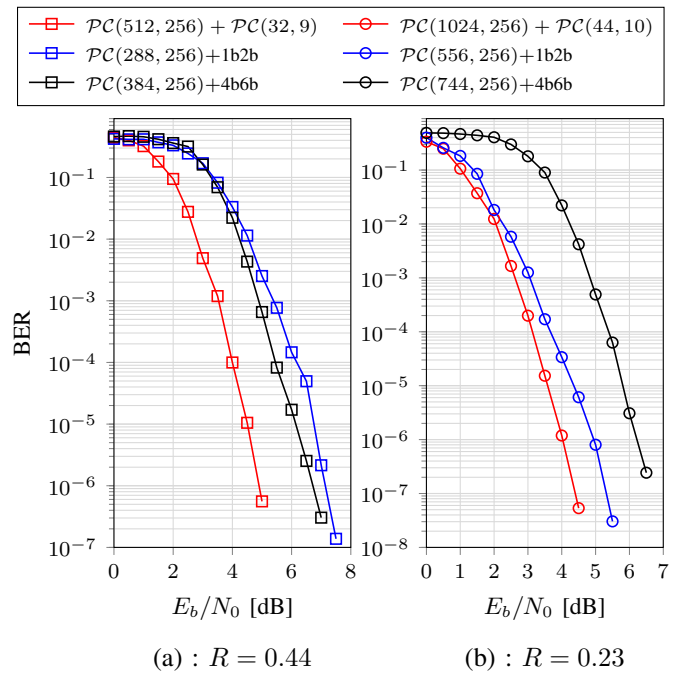 PC(512, 256) + PC(32, 9)
PC(1024, 256) + PC(44, 10)
PC(288, 256)+1b2b
PC(556, 256)+1b2b
PC(384, 256)+4b6b
PC(744, 256)+4b6b
BER
10⁻¹
10⁻²
10⁻³
10⁻⁴
10⁻⁵
10⁻⁶
10⁻⁷
0 2 4 6 8
E_b/N_0 [dB]
(a) : R = 0.44
10⁻¹
10⁻²
10⁻³
10⁻⁴
10⁻⁵
10⁻⁶
10⁻⁷
10⁻⁸
0 1 2 3 4 5 6 7
E_b/N_0 [dB]
(b) : R = 0.23